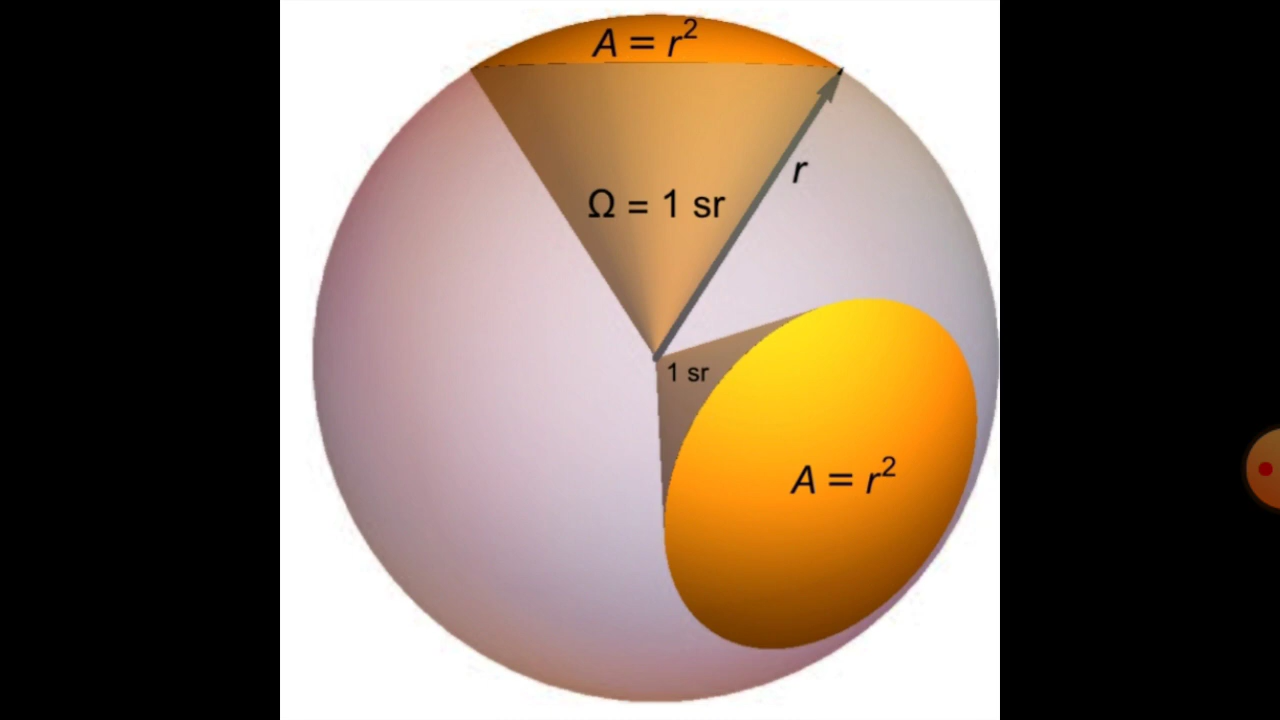 A = r²
r
Ω = 1 sr
1 sr
A = r²